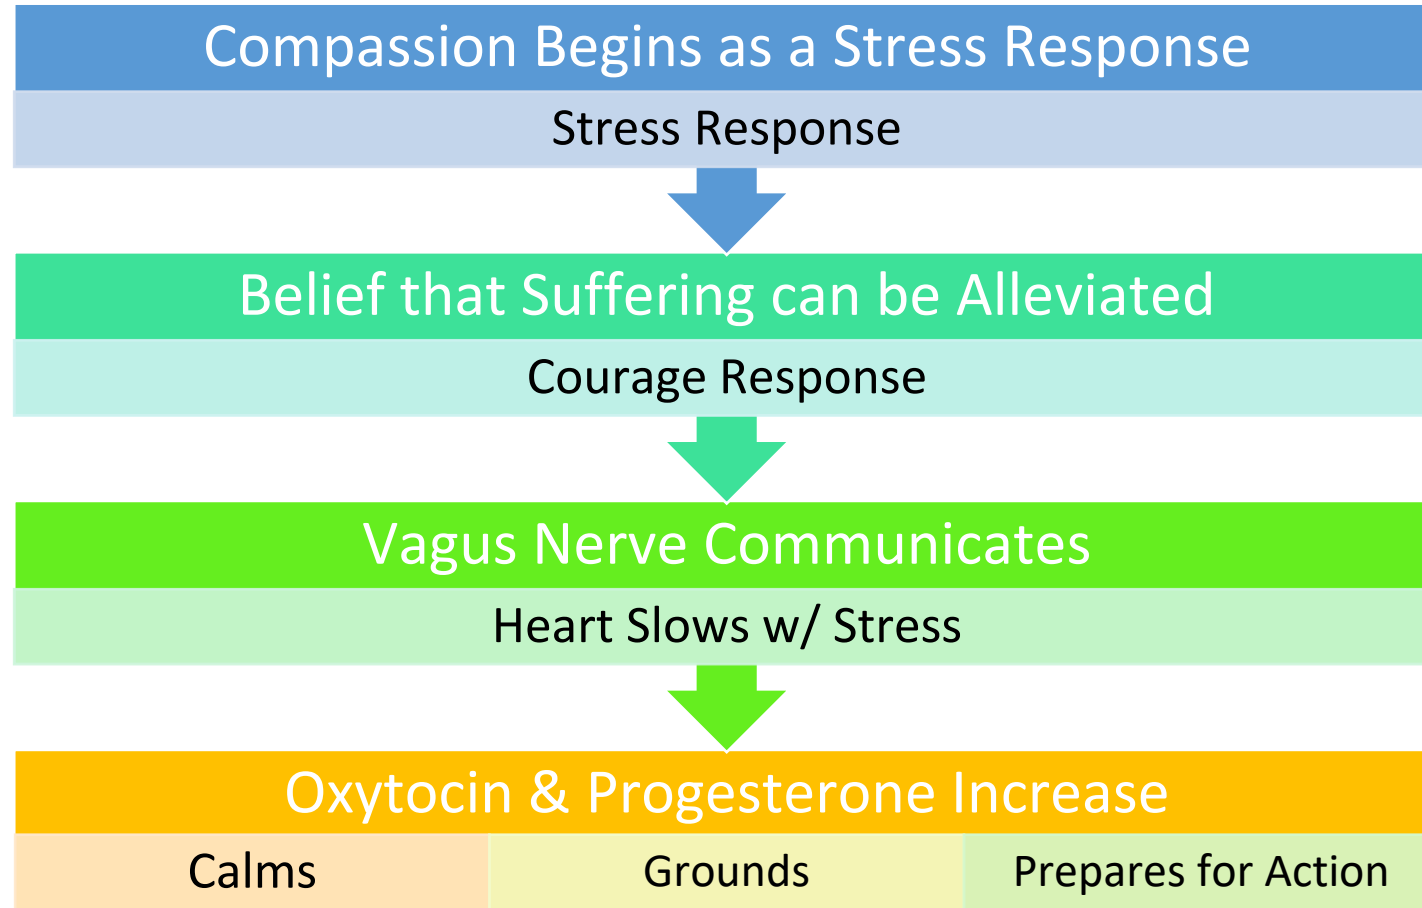 Compassion Begins as a Stress Response
Stress Response
Belief that Suffering can be Alleviated
Courage Response
Vagus Nerve Communicates
Heart Slows w/ Stress
Oxytocin & Progesterone Increase
Calms
Grounds
Prepares for Action